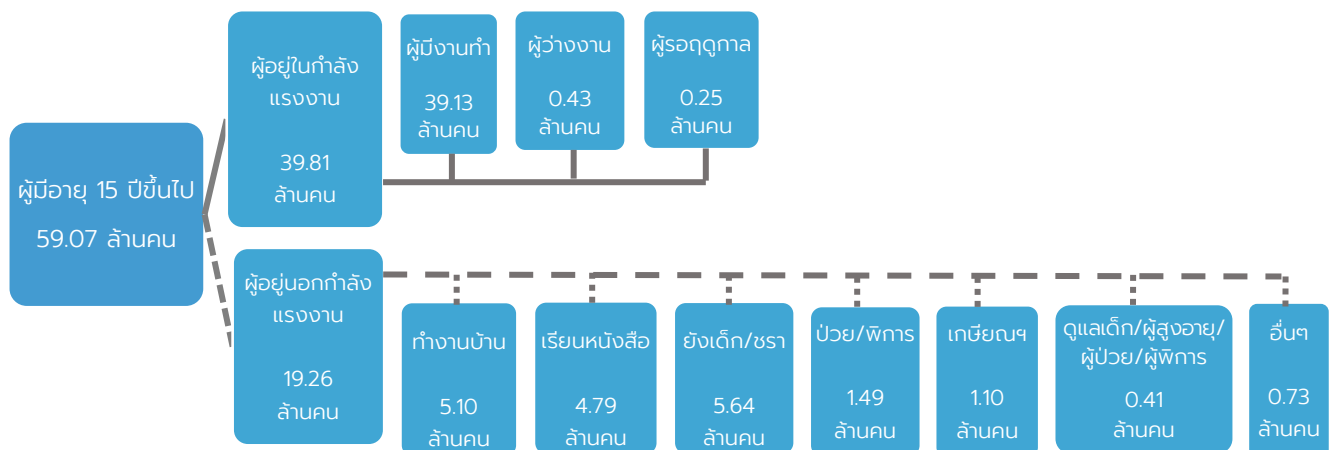 ผู้มีอายุ 15 ปีขึ้นไป
59.07 ล้านคน
ผู้อยู่ในกำลัง
แรงงาน
39.81
ล้านคน
ผู้มีงานทำ
39.13
ล้านคน
ผู้ว่างงาน
0.43
ล้านคน
ผู้รอฤดูกาล
0.25
ล้านคน
ผู้อยู่นอกกำลัง
แรงงาน
19.26
ล้านคน
ทำงานบ้าน
5.10
ล้านคน
เรียนหนังสือ
4.79
ล้านคน
ยังเด็ก/ชรา
5.64
ล้านคน
ป่วย/พิการ
1.49
ล้านคน
เกษียณฯ
1.10
ล้านคน
ดูแลเด็ก/ผู้สูงอายุ/
ผู้ป่วย/ผู้พิการ
0.41
ล้านคน
อื่นๆ
0.73
ล้านคน